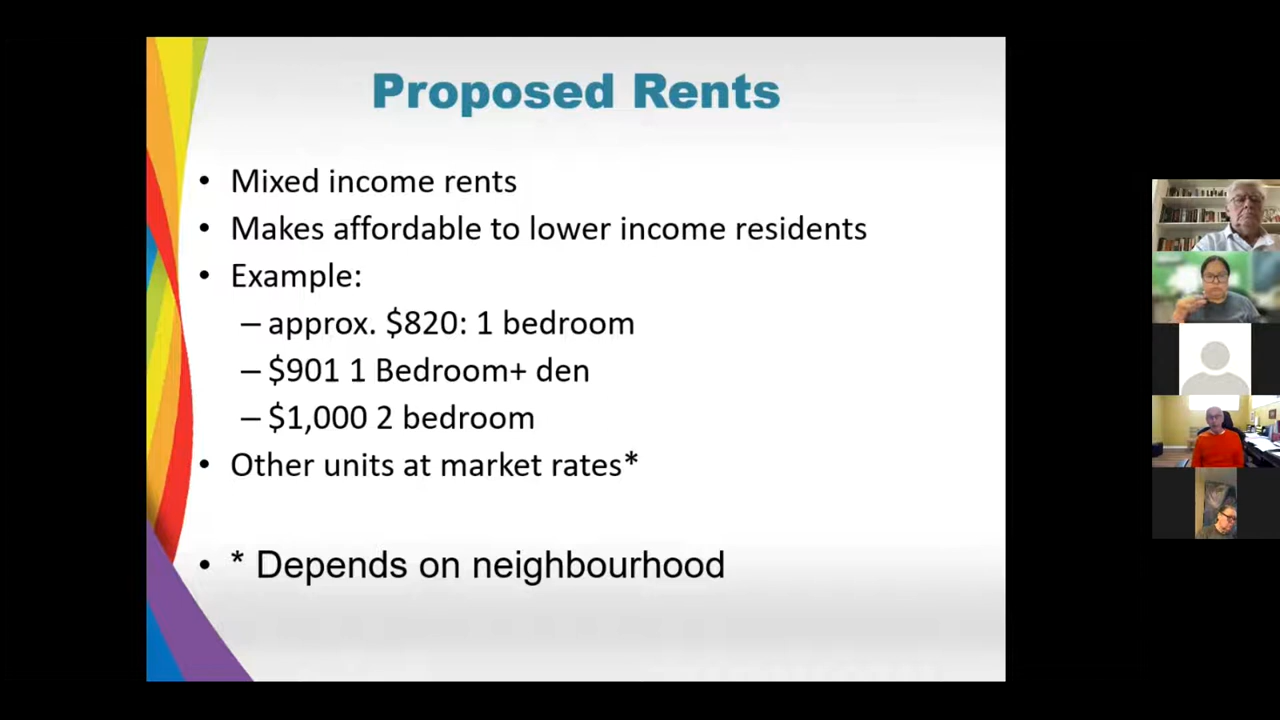 Proposed Rents
• Mixed income rents
• Makes affordable to lower income residents
• Example:
– approx. $820: 1 bedroom
– $901 1 Bedroom+ den
– $1,000 2 bedroom
• Other units at market rates*
• * Depends on neighbourhood